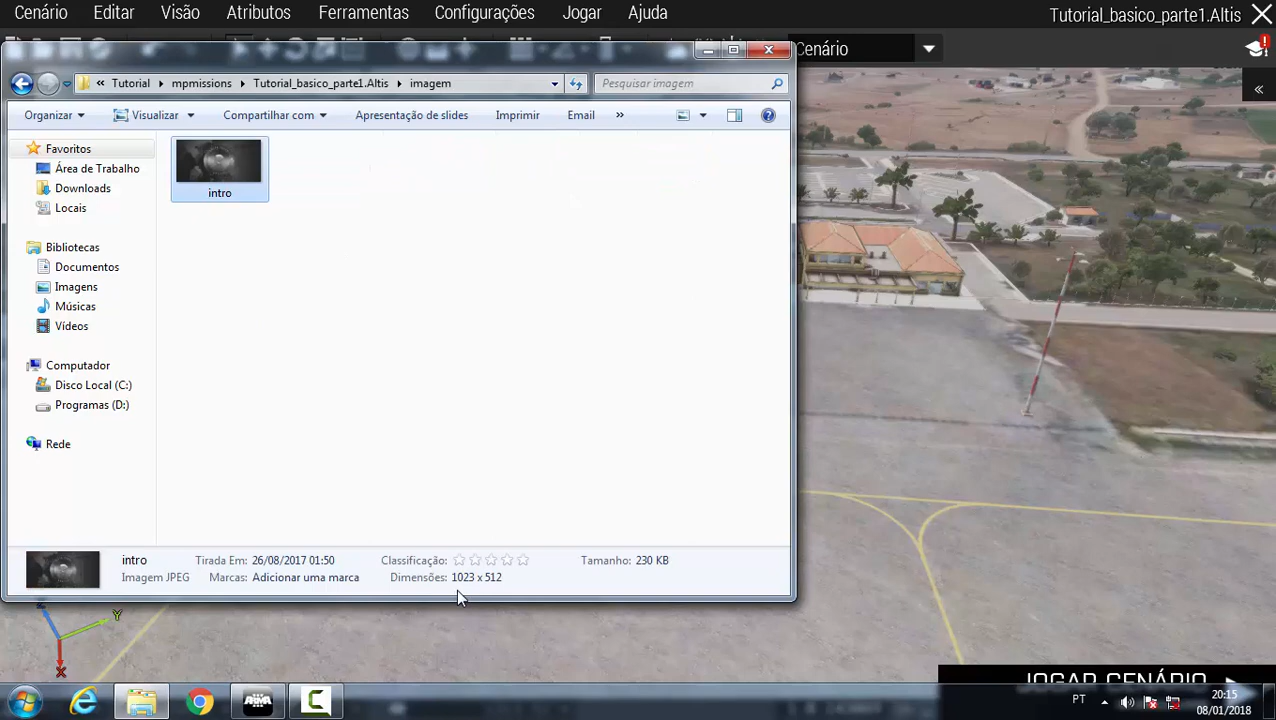 Cenário Editar Visão Atributos Ferramentas Configurações Jogar Ajuda Tutorial_basico_parte1.Altis
Cenário
« Tutorial mpmissions Tutorial_basico_parte1.Altis imagem Pesquisar imagem
Organizar Visualizar Compartilhar com Apresentação de slides Imprimir Email »
«
Favoritos
Área de Trabalho
Downloads
Locais
intro
Bibliotecas
Documentos
Imagens
Músicas
Vídeos
Computador
Disco Local (C:)
Programas (D:)
Rede
intro Tirada Em: 26/08/2017 01:50 Classificação: Tamanho: 230 KB
Imagem JPEG Marcas: Adicionar uma marca Dimensões: 1023 x 512
Y
X
JOGAR CENÁRIO
PT 20:15
08/01/2018
ARMA